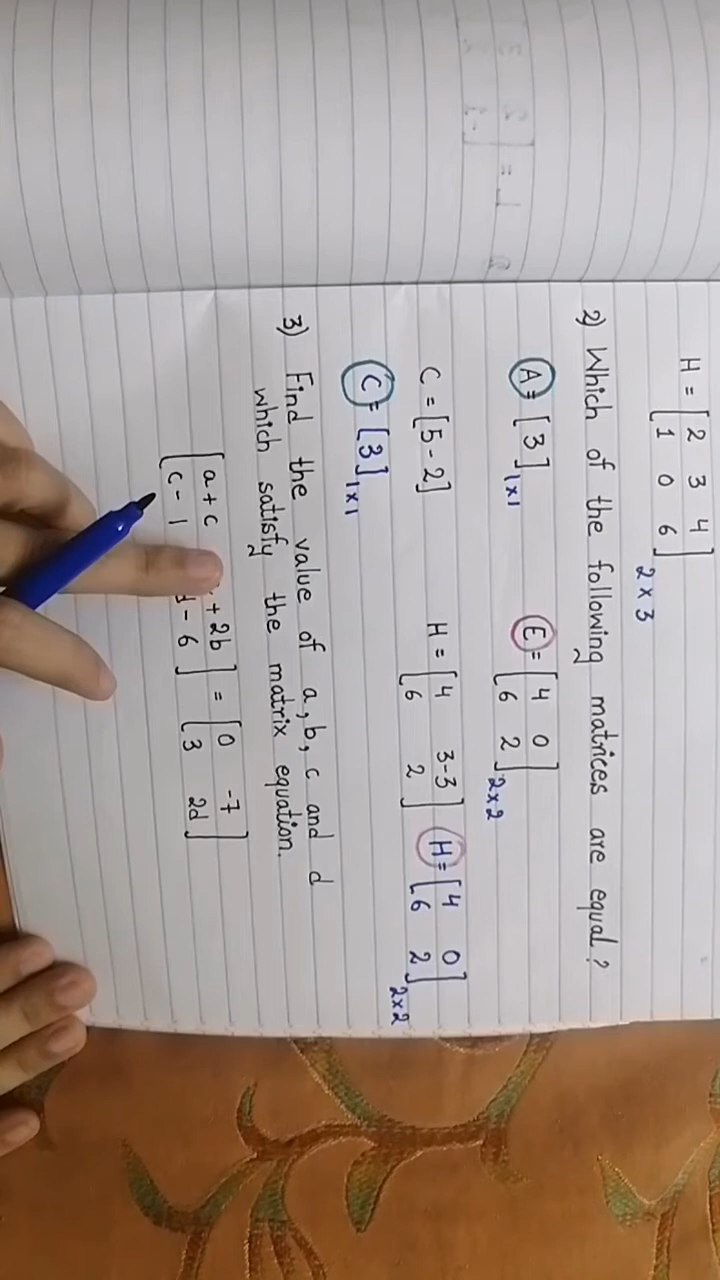 H = [ 2 3 4
1 0 6 ] 2 × 3
2) Which of the following matrices are equal?
A = [ 3 ] 1×1 E = [ 4 0
6 2 ] 2×2
C = [5-2] H = [ 4 3-3
6 2 ] H = [ 4 0
6 2 ] 2×2
C = [ 3 ] 1×1
3) Find the value of a, b, c and d
which satisfy the matrix equation.
[ a+c + 2b ] = [ 0 -7
c - 1 - 6 ] 3 2d ]